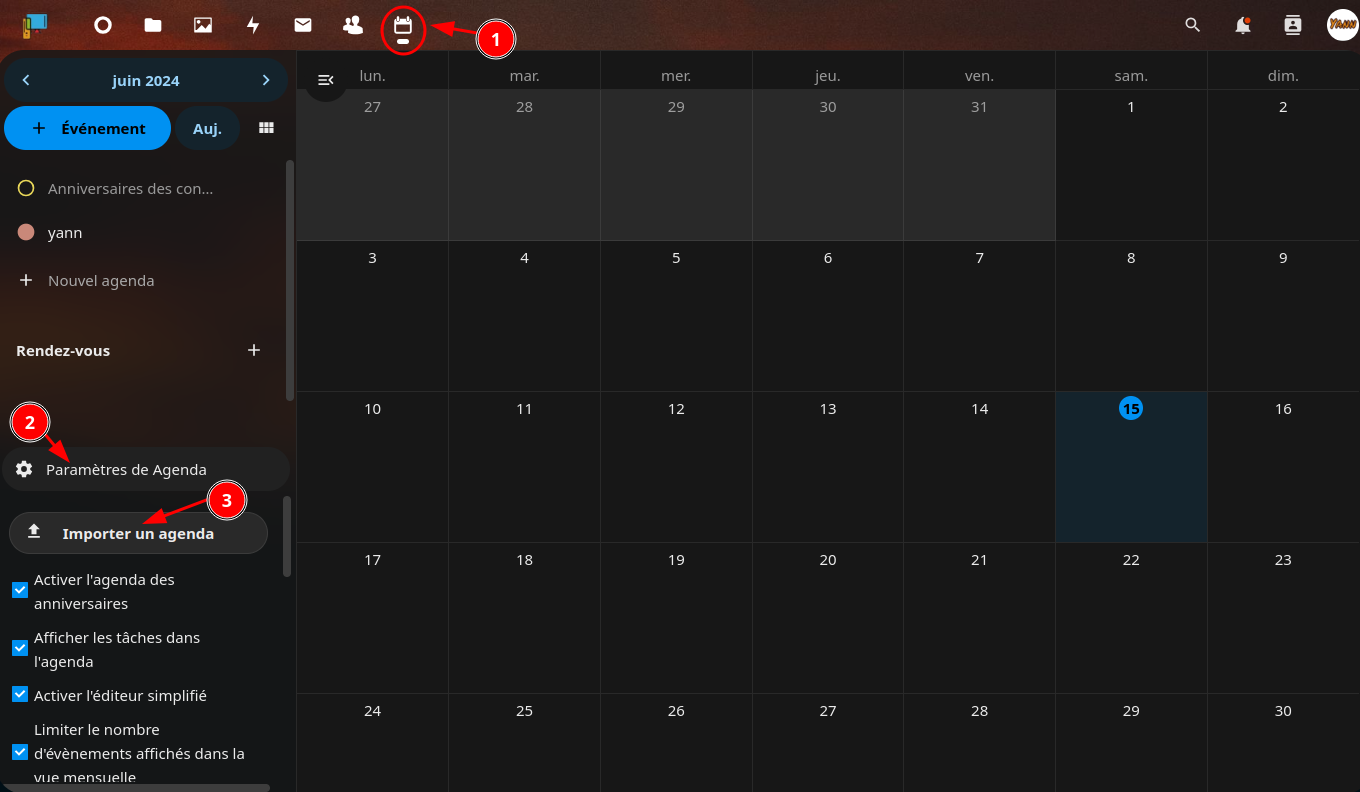 1
Yann
juin 2024
Événement
Auj.
Anniversaires des con...
yann
Nouvel agenda
Rendez-vous
2
Paramètres de Agenda
3
Importer un agenda
Activer l'agenda des
anniversaires
Afficher les tâches dans
l'agenda
Activer l'éditeur simplifié
Limiter le nombre
d'évènements affichés dans la
vue mensuelle
lun. mar. mer. jeu. ven. sam. dim.
27 28 29 30 31 1 2
3 4 5 6 7 8 9
10 11 12 13 14 15 16
17 18 19 20 21 22 23
24 25 26 27 28 29 30